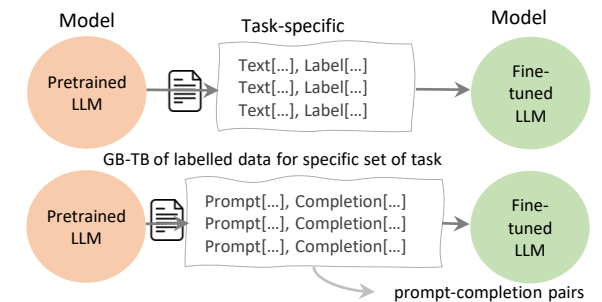 Model
Task-specific
Model
Pretrained
LLM
Text[...], Label[...]
Text[...], Label[...]
Text[...], Label[...]
Fine-
tuned
LLM
GB-TB of labelled data for specific set of task
Pretrained
LLM
Prompt[...], Completion[...]
Prompt[...], Completion[...]
Prompt[...], Completion[...]
Fine-
tuned
LLM
prompt-completion pairs